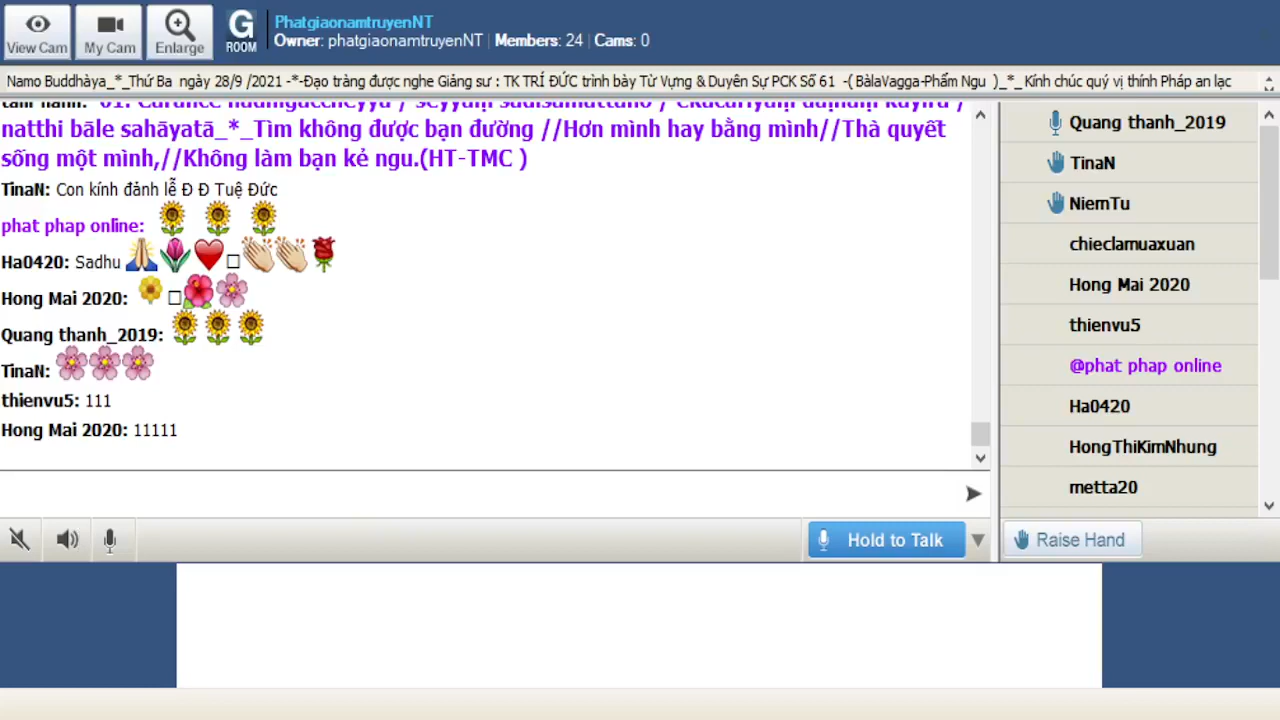 View Cam
My Cam
Enlarge
G
ROOM
PhatgiaonamtruyenNT
Owner: phatgiaonamtruyenNT | Members: 24 | Cams: 0
Namo Buddhàya_*_Thứ Ba ngày 28/9 /2021 -*-Đạo tràng được nghe Giảng sư : TK TRÍ ĐỨC trình bày Từ Vựng & Duyên Sự PCK Số 61 -( BàlaVagga-Phẩm Ngu )_*_ Kính chúc quý vị thính Pháp an lạc
natthi bāle sahāyatā_*_Tìm không được bạn đường //Hơn mình hay bằng mình//Thà quyết
sống một mình,//Không làm bạn kẻ ngu.(HT-TMC )
TinaN: Con kính đảnh lễ Đ Đ Tuệ Đức
phat phap online:
Ha0420: Sadhu
Hong Mai 2020:
Quang thanh_2019:
TinaN:
thienvu5: 111
Hong Mai 2020: 11111
Quang thanh_2019
TinaN
NiemTu
chieclamuaxuan
Hong Mai 2020
thienvu5
@phat phap online
Ha0420
HongThiKimNhung
metta20
Hold to Talk
Raise Hand